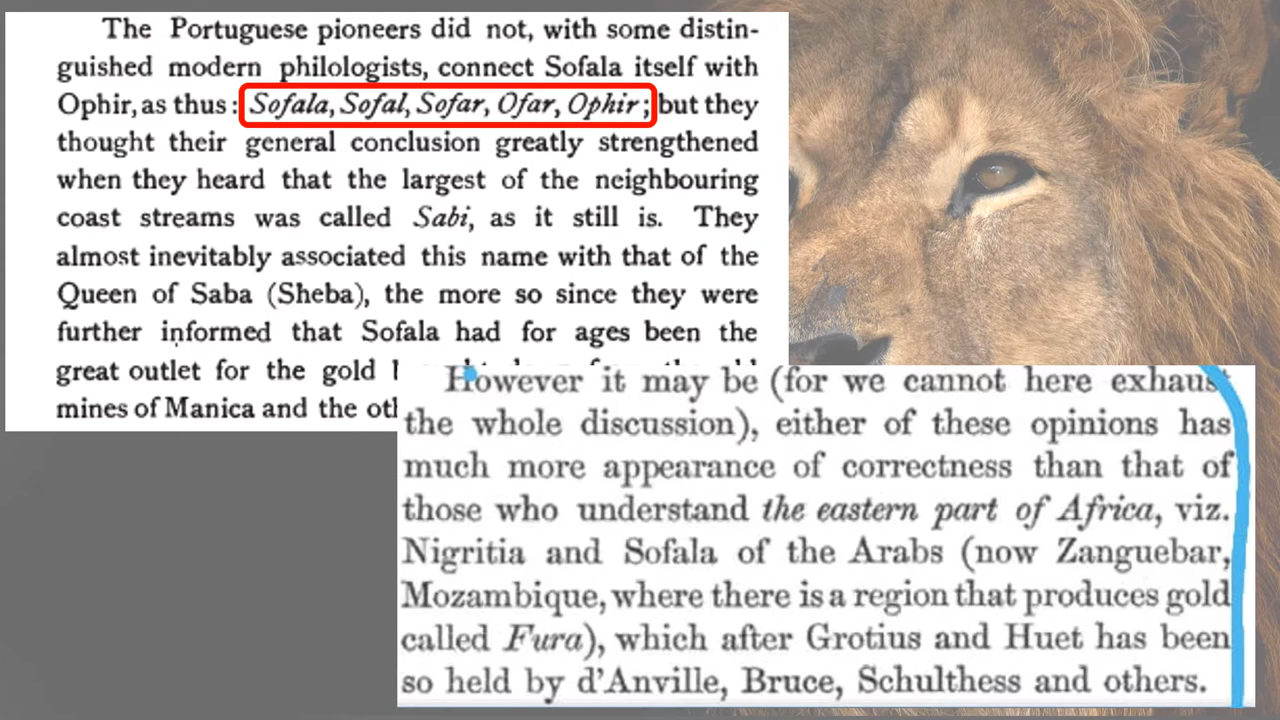 The Portuguese pioneers did not, with some distin-
guished modern philologists, connect Sofala itself with
Ophir, as thus: Sofala, Sofal, Sofar, Ofar, Ophir; but they
thought their general conclusion greatly strengthened
when they heard that the largest of the neighbouring
coast streams was called Sabi, as it still is. They
almost inevitably associated this name with that of the
Queen of Saba (Sheba), the more so since they were
further informed that Sofala had for ages been the
great outlet for the gold
mines of Manica and the
However it may be (for we cannot here exhaust
the whole discussion), either of these opinions has
much more appearance of correctness than that of
those who understand the eastern part of Africa, viz.
Nigritia and Sofala of the Arabs (now Zanguebar,
Mozambique, where there is a region that produces gold
called Fura), which after Grotius and Huet has been
so held by d'Anville, Bruce, Schulthess and others.